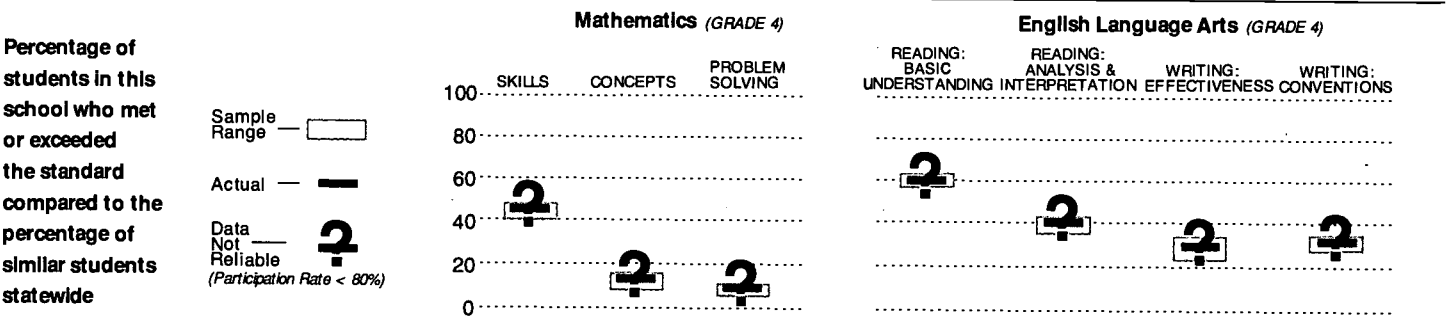 Percentage of
students in this
school who met
or exceeded
the standard
compared to the
percentage of
similar students
statewide
Sample
Range
Actual
Data
Not
Reliable
(Participation Rate < 80%)
Mathematics (GRADE 4)
SKILLS
CONCEPTS
PROBLEM
SOLVING
100
80
60
40
20
0
?
?
?
?
English Language Arts (GRADE 4)
READING:
BASIC
UNDERSTANDING
READING:
ANALYSIS &
INTERPRETATION
WRITING:
EFFECTIVENESS
WRITING:
CONVENTIONS
?
?
?
?